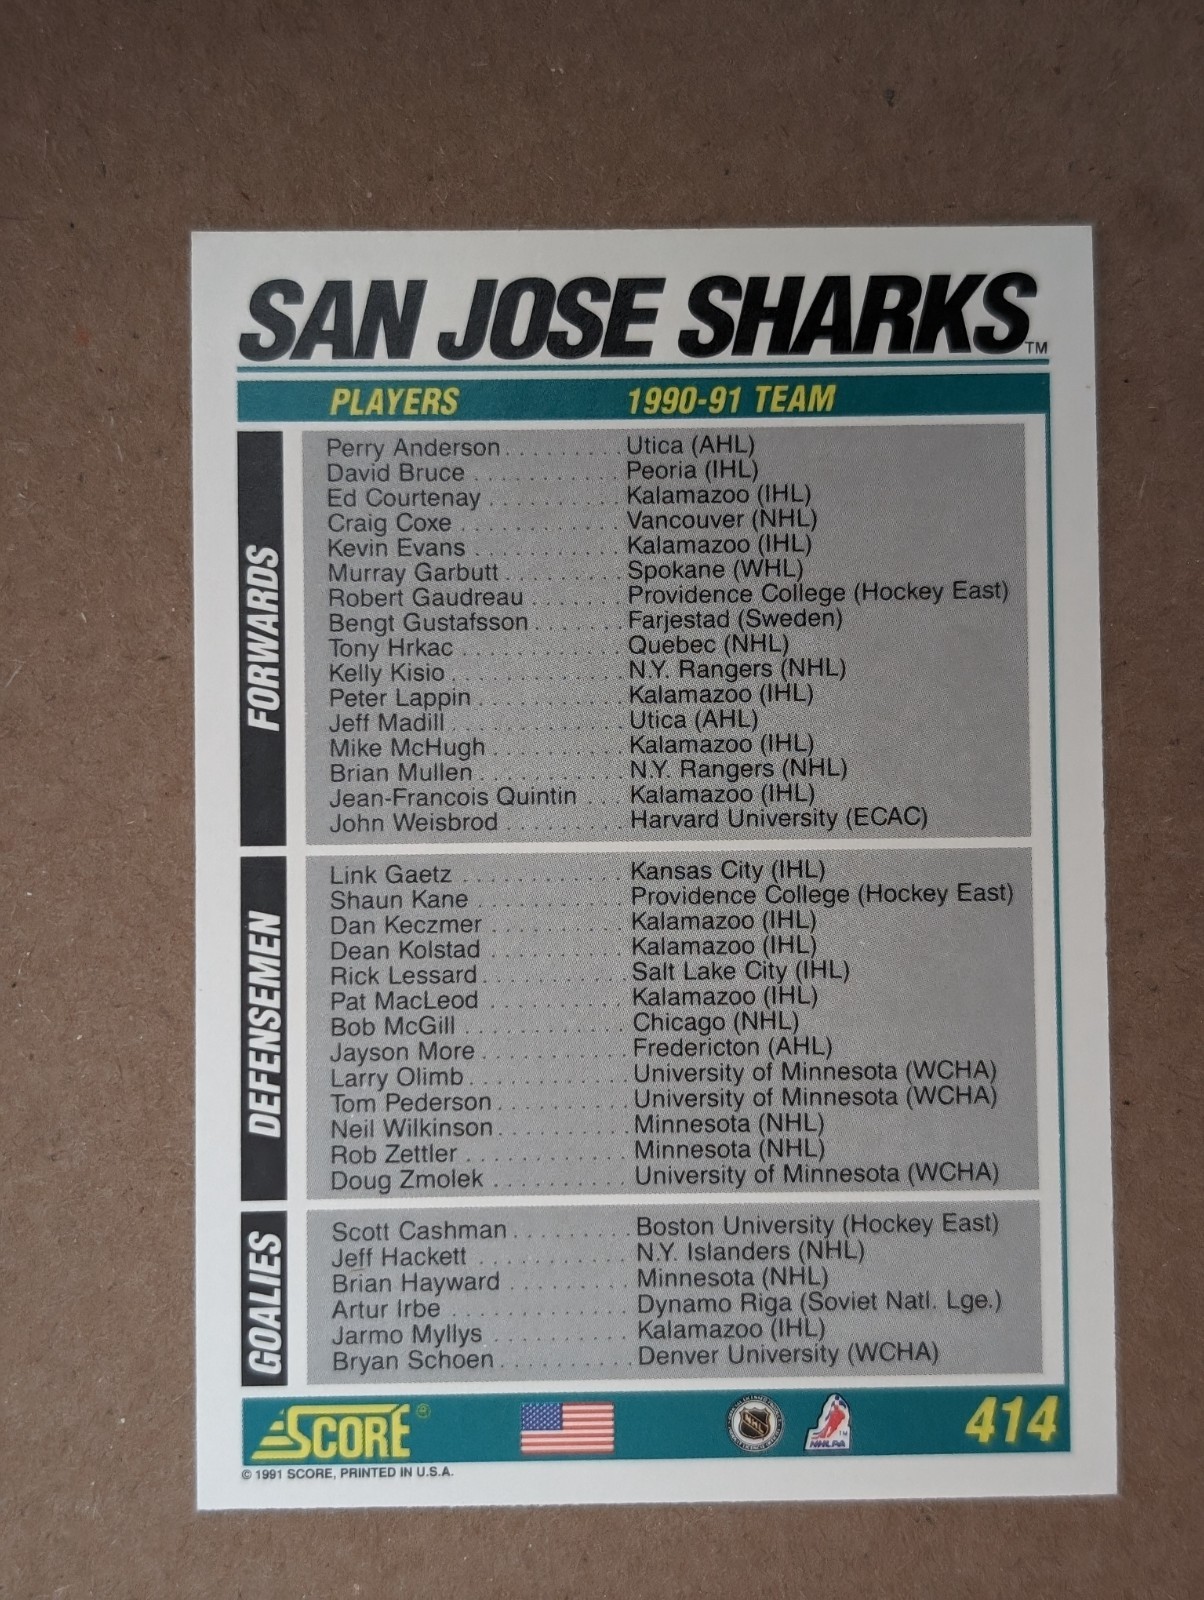 SAN JOSE SHARKS™
PLAYERS 1990-91 TEAM
FORWARDS
Perry Anderson......... Utica (AHL)
David Bruce ........... Peoria (IHL)
Ed Courtenay .......... Kalamazoo (IHL)
Craig Coxe ............ Vancouver (NHL)
Kevin Evans ........... Kalamazoo (IHL)
Murray Garbutt......... Spokane (WHL)
Robert Gaudreau ....... Providence College (Hockey East)
Bengt Gustafsson....... Farjestad (Sweden)
Tony Hrkac ............ Quebec (NHL)
Kelly Kisio............ N.Y. Rangers (NHL)
Peter Lappin........... Kalamazoo (IHL)
Jeff Madill............ Utica (AHL)
Mike McHugh........... Kalamazoo (IHL)
Brian Mullen........... N.Y. Rangers (NHL)
Jean-Francois Quintin ... Kalamazoo (IHL)
John Weisbrod ......... Harvard University (ECAC)
DEFENSEMEN
Link Gaetz ............ Kansas City (IHL)
Shaun Kane ........... Providence College (Hockey East)
Dan Keczmer .......... Kalamazoo (IHL)
Dean Kolstad .......... Kalamazoo (IHL)
Rick Lessard........... Salt Lake City (IHL)
Pat MacLeod .......... Kalamazoo (IHL)
Bob McGill ............ Chicago (NHL)
Jayson More........... Fredericton (AHL)
Larry Olimb............ University of Minnesota (WCHA)
Tom Pederson.......... University of Minnesota (WCHA)
Neil Wilkinson.......... Minnesota (NHL)
Rob Zettler ............ Minnesota (NHL)
Doug Zmolek .......... University of Minnesota (WCHA)
GOALIES
Scott Cashman......... Boston University (Hockey East)
Jeff Hackett ........... N.Y. Islanders (NHL)
Brian Hayward ......... Minnesota (NHL)
Artur Irbe ............. Dynamo Riga (Soviet Natl. Lge.)
Jarmo Myllys .......... Kalamazoo (IHL)
Bryan Schoen.......... Denver University (WCHA)
SCORE® NHL NHLPA ™ 414
© 1991 SCORE, PRINTED IN U.S.A.